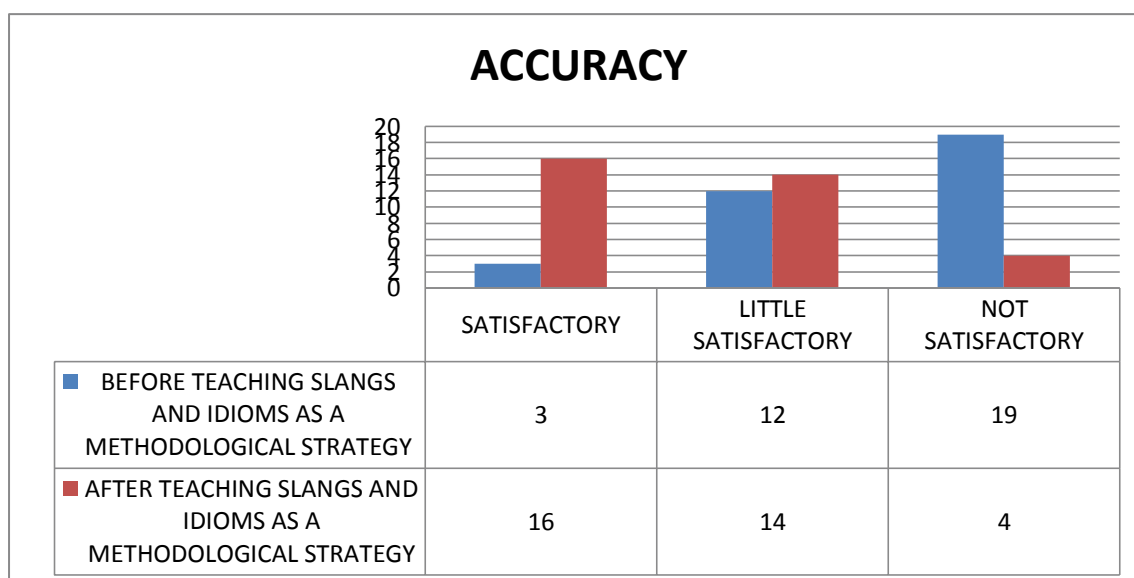 ACCURACY
20
18
16
14
12
10
8
6
4
2
0
SATISFACTORY
LITTLE
SATISFACTORY
NOT
SATISFACTORY
BEFORE TEACHING SLANGS
AND IDIOMS AS A
METHODOLOGICAL STRATEGY
3
12
19
AFTER TEACHING SLANGS AND
IDIOMS AS A
METHODOLOGICAL STRATEGY
16
14
4